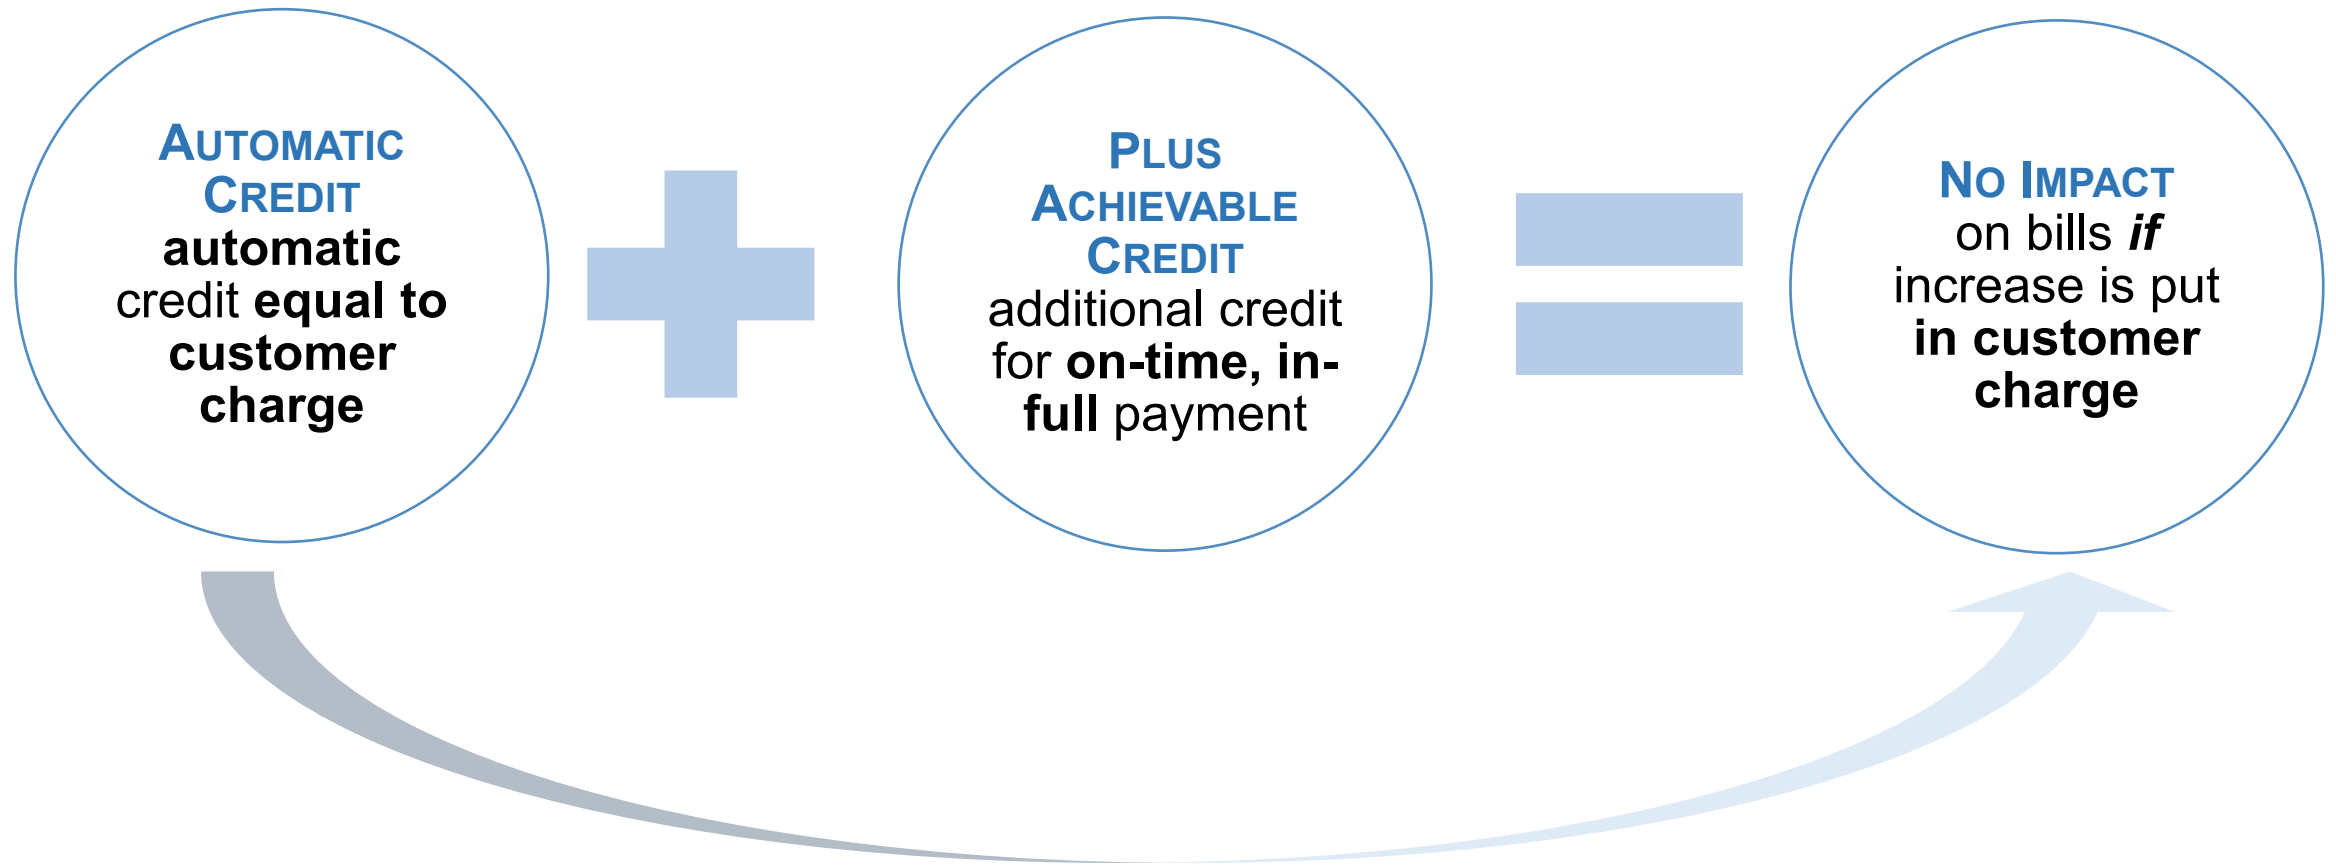 AUTOMATIC
CREDIT
automatic
credit equal to
customer
charge
PLUS
ACHIEVABLE
CREDIT
additional credit
for on-time, in-
full payment
NO IMPACT
on bills if
increase is put
in customer
charge